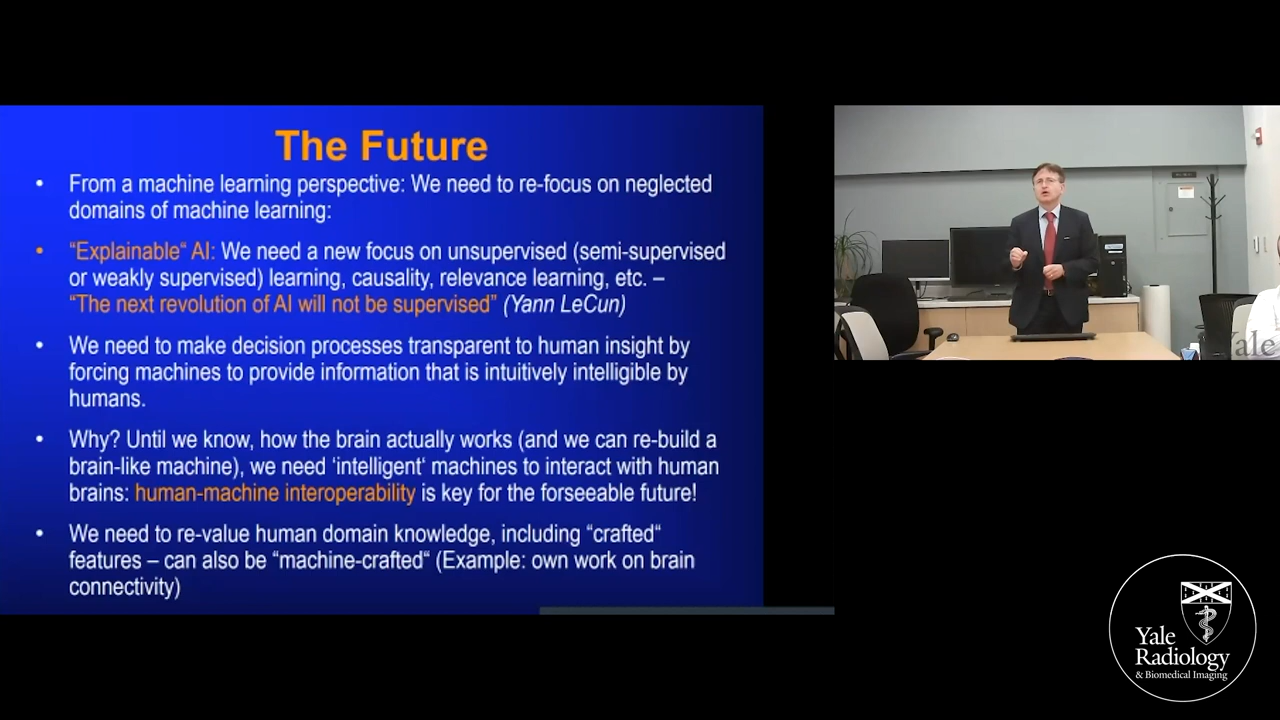 The Future
• From a machine learning perspective: We need to re-focus on neglected
domains of machine learning:
• “Explainable“ AI: We need a new focus on unsupervised (semi-supervised
or weakly supervised) learning, causality, relevance learning, etc. –
“The next revolution of AI will not be supervised” (Yann LeCun)
• We need to make decision processes transparent to human insight by
forcing machines to provide information that is intuitively intelligible by
humans.
• Why? Until we know, how the brain actually works (and we can re-build a
brain-like machine), we need ‘intelligent‘ machines to interact with human
brains: human-machine interoperability is key for the forseeable future!
• We need to re-value human domain knowledge, including “crafted“
features – can also be “machine-crafted“ (Example: own work on brain
connectivity)
Yale
Yale
Radiology
& Biomedical Imaging